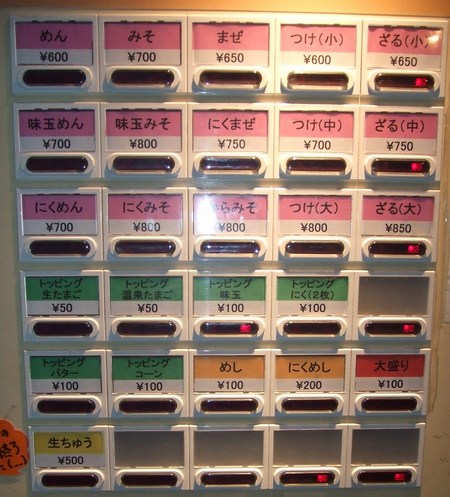 めん
¥600
みそ
¥700
まぜ
¥650
つけ(小)
¥600
ざる(小)
¥650
味玉めん
¥700
味玉みそ
¥800
にくまぜ
¥750
つけ(中)
¥700
ざる(中)
¥750
にくめん
¥700
にくみそ
¥800
からみそ
¥800
つけ(大)
¥800
ざる(大)
¥850
トッピング
生たまご
¥50
トッピング
温泉たまご
¥50
トッピング
味玉
¥100
トッピング
にく(2枚)
¥100
トッピング
バター
¥100
トッピング
コーン
¥100
めし
¥100
にくめし
¥200
大盛り
¥100
生ちゅう
¥500
の